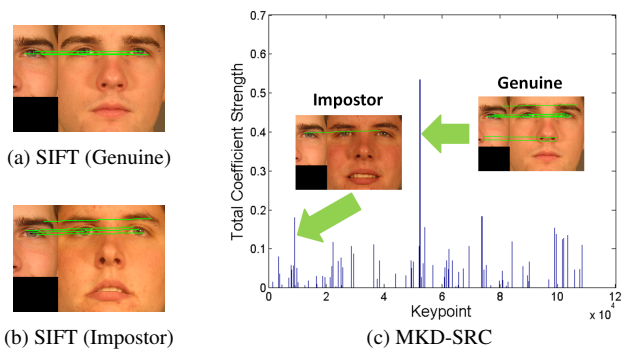 (a) SIFT (Genuine)
(b) SIFT (Impostor)
Total Coefficient Strength
0.7
0.6
0.5
0.4
0.3
0.2
0.1
0
Impostor
Genuine
0 2 4 6 8 10 12
Keypoint
x 10^4
(c) MKD-SRC